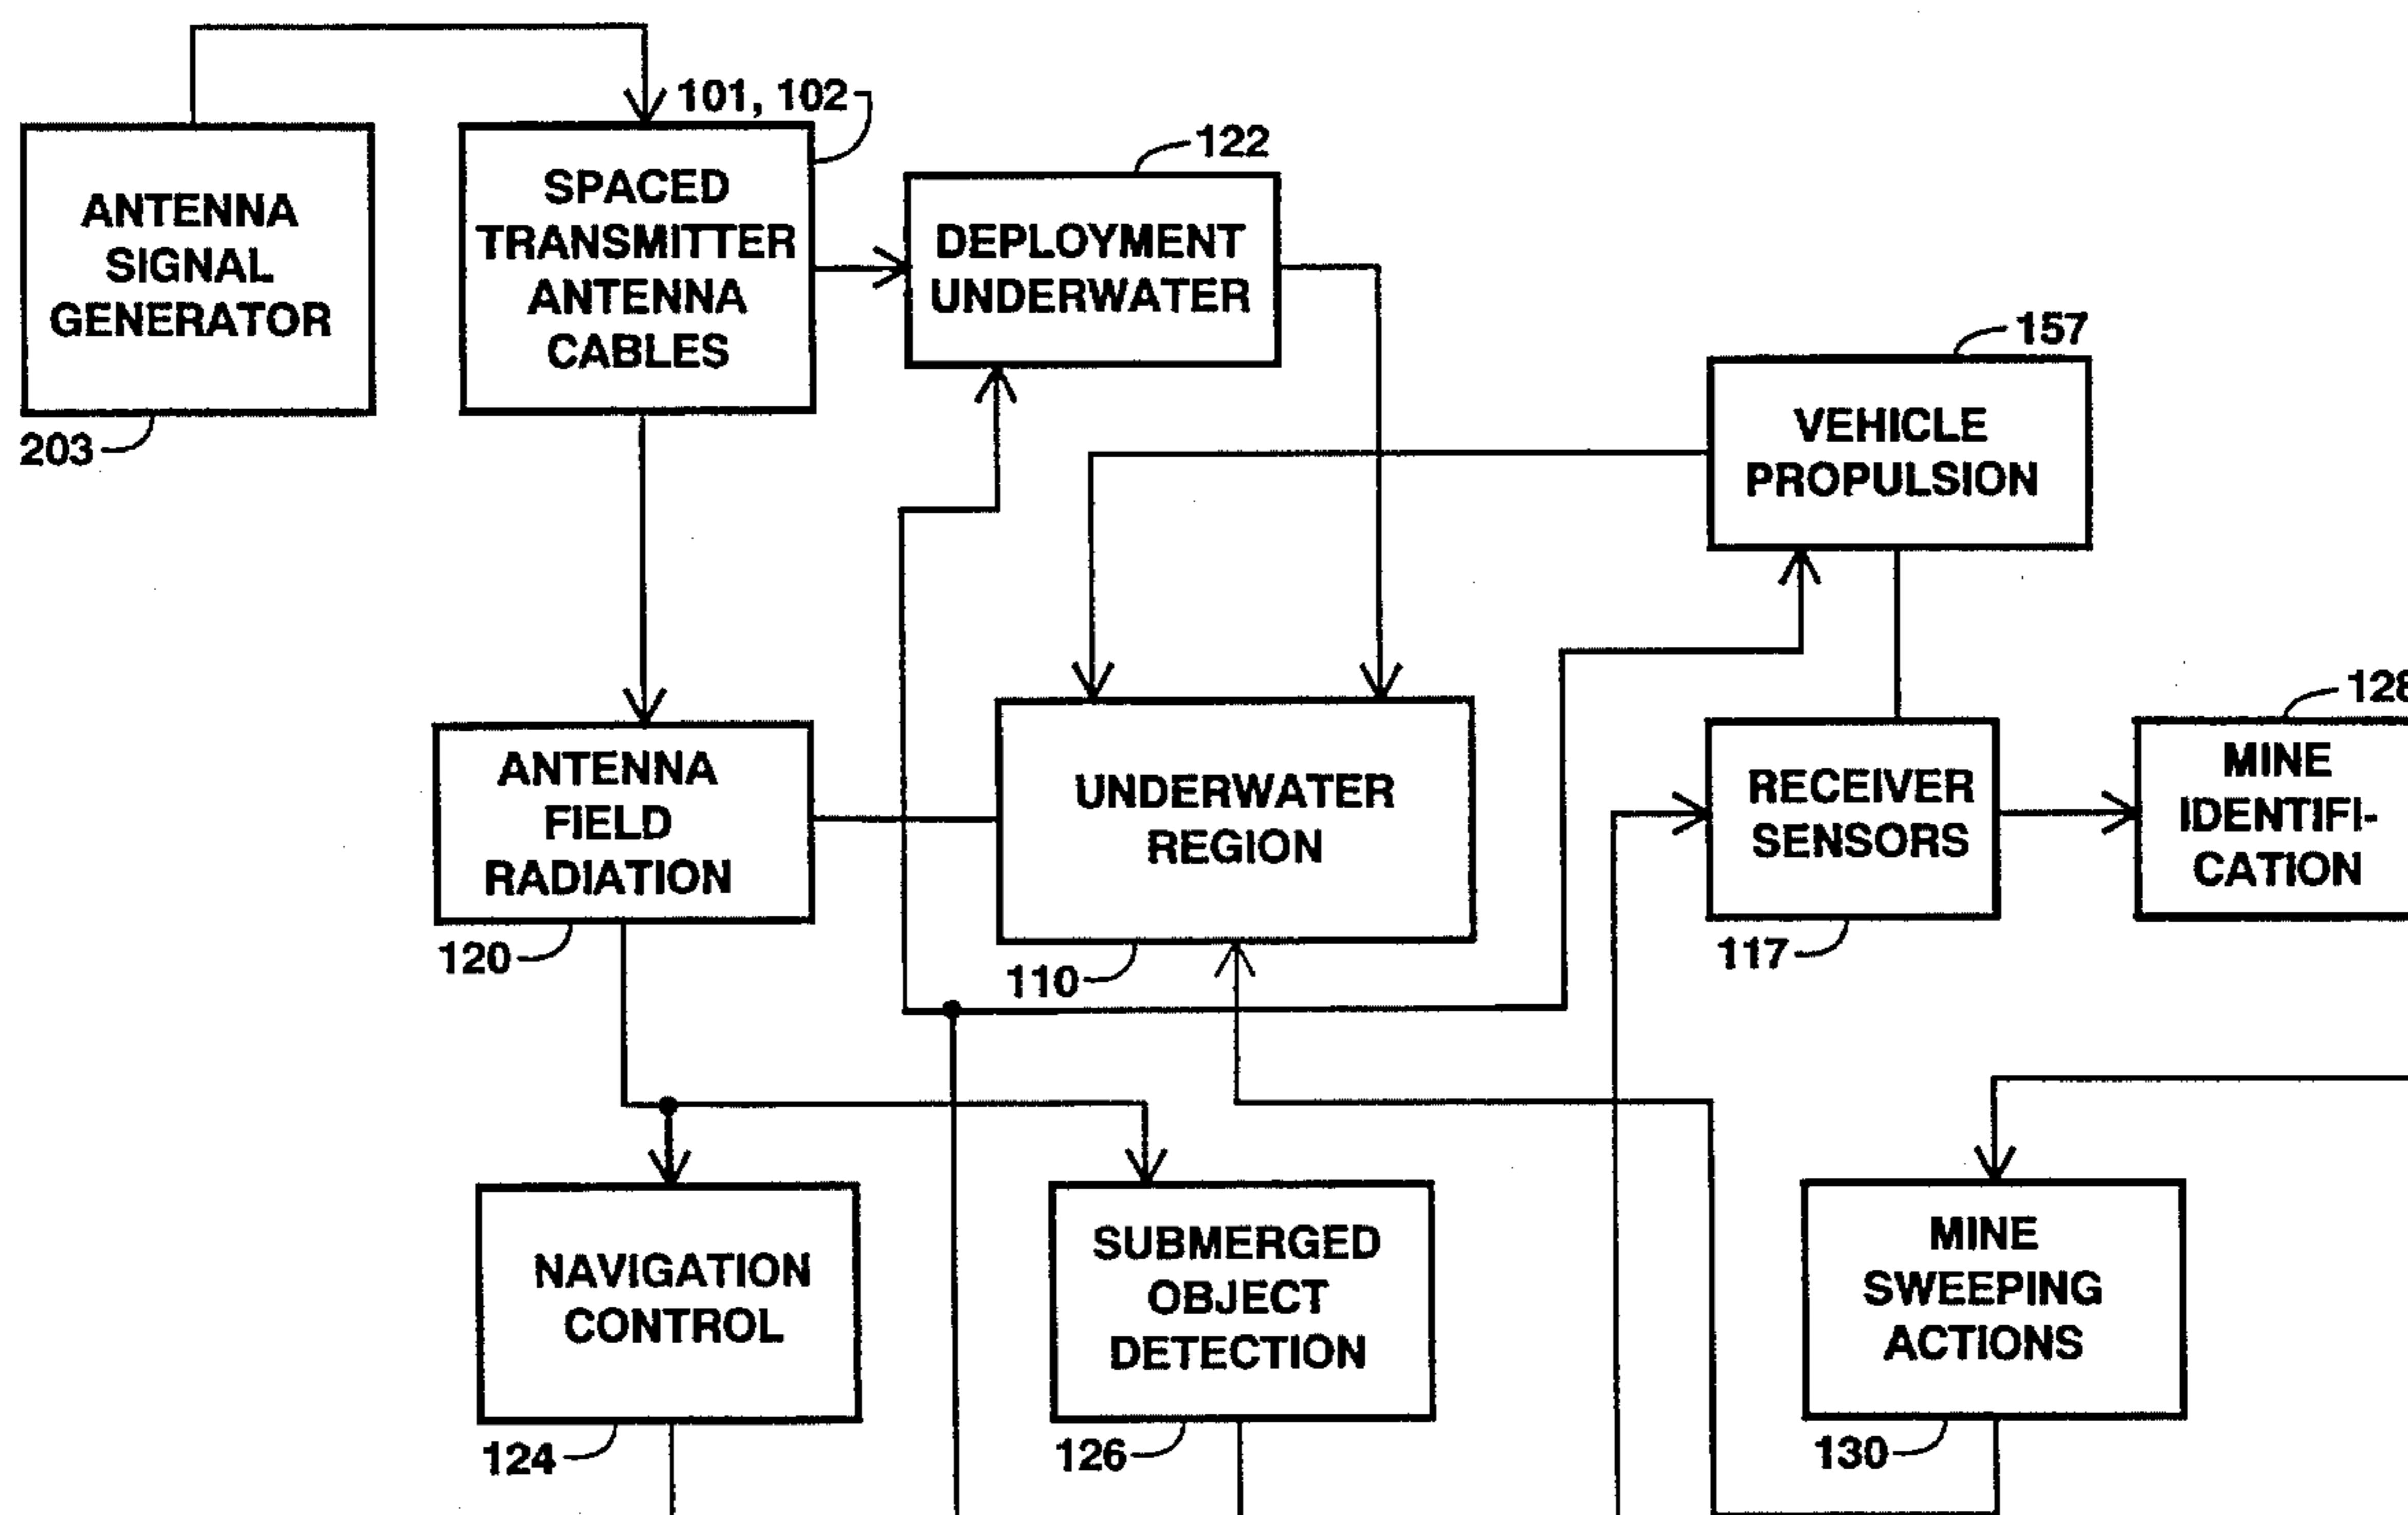 101, 102
ANTENNA
SIGNAL
GENERATOR
203
SPACED
TRANSMITTER
ANTENNA
CABLES
122
DEPLOYMENT
UNDERWATER
157
VEHICLE
PROPULSION
ANTENNA
FIELD
RADIATION
120
UNDERWATER
REGION
110
RECEIVER
SENSORS
117
128
MINE
IDENTIFI-
CATION
NAVIGATION
CONTROL
124
SUBMERGED
OBJECT
DETECTION
126
MINE
SWEEPING
ACTIONS
130